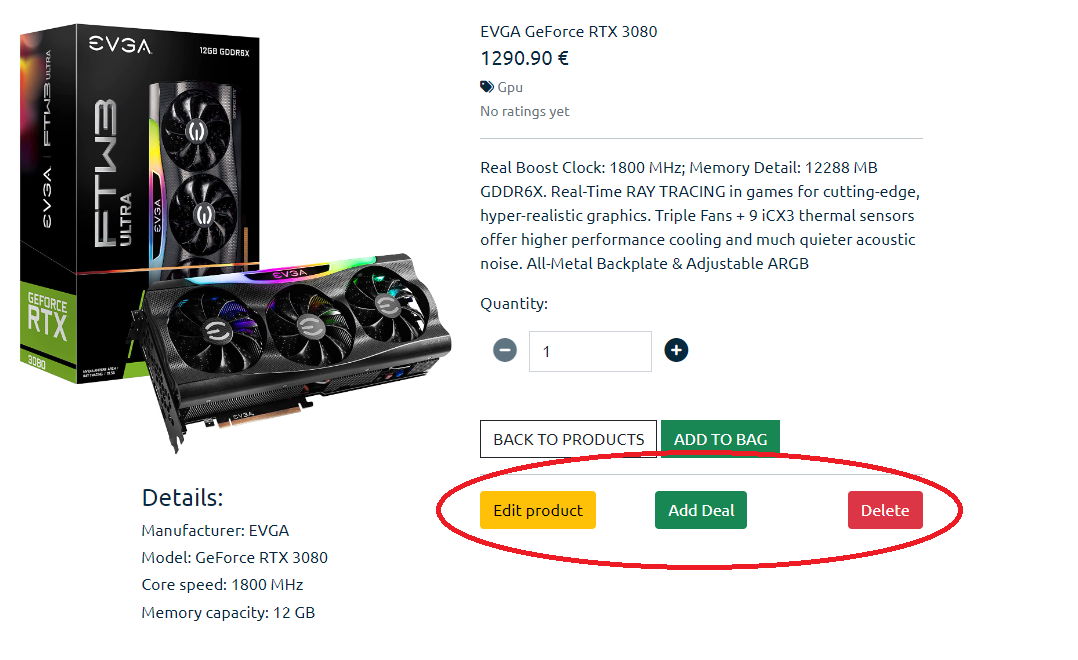 EVGA
12GB GDDR6X
EVGA | FTW3 ULTRA
FTW3
ULTRA
EVGA
GEFORCE
RTX
3080
EVGA
EVGA
EVGA GeForce RTX 3080
1290.90 €
Gpu
No ratings yet
Real Boost Clock: 1800 MHz; Memory Detail: 12288 MB
GDDR6X. Real-Time RAY TRACING in games for cutting-edge,
hyper-realistic graphics. Triple Fans + 9 iCX3 thermal sensors
offer higher performance cooling and much quieter acoustic
noise. All-Metal Backplate & Adjustable ARGB
Quantity:
1
BACK TO PRODUCTS
ADD TO BAG
Edit product
Add Deal
Delete
Details:
Manufacturer: EVGA
Model: GeForce RTX 3080
Core speed: 1800 MHz
Memory capacity: 12 GB